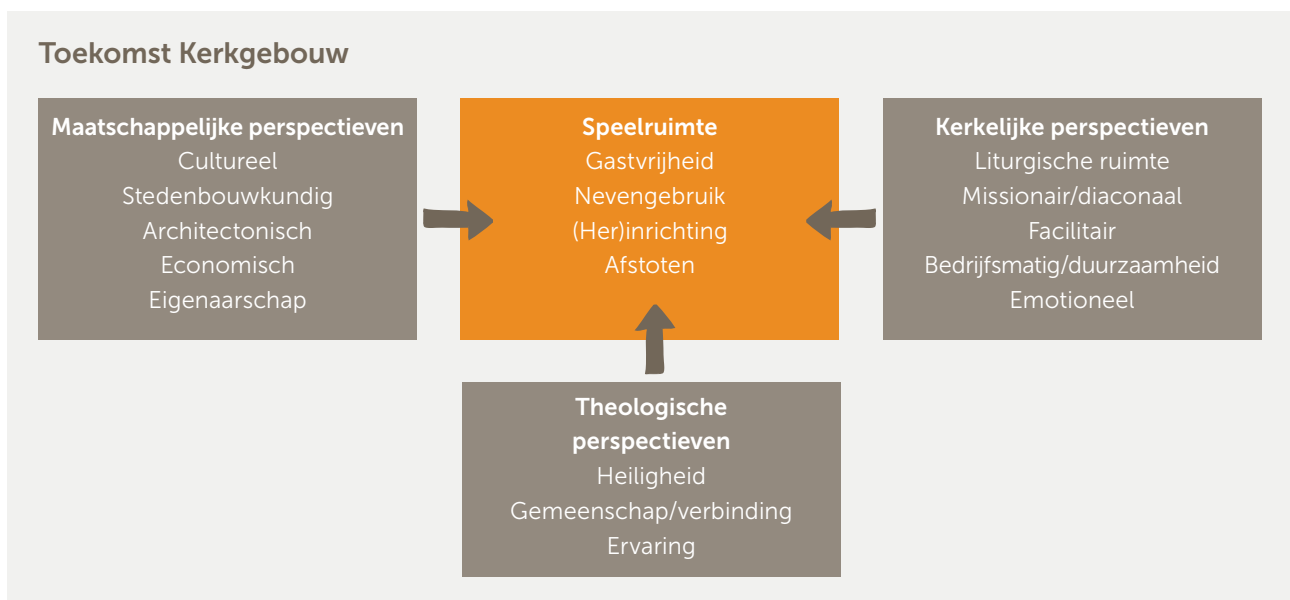 Toekomst Kerkgebouw
Maatschappelijke perspectieven
Cultureel
Stedenbouwkundig
Architectonisch
Economisch
Eigenaarschap
Speelruimte
Gastvrijheid
Nevengebruik
(Her)inrichting
Afstoten
Kerkelijke perspectieven
Liturgische ruimte
Missionair/diaconaal
Facilitair
Bedrijfsmatig/duurzaamheid
Emotioneel
Theologische
perspectieven
Heiligheid
Gemeenschap/verbinding
Ervaring